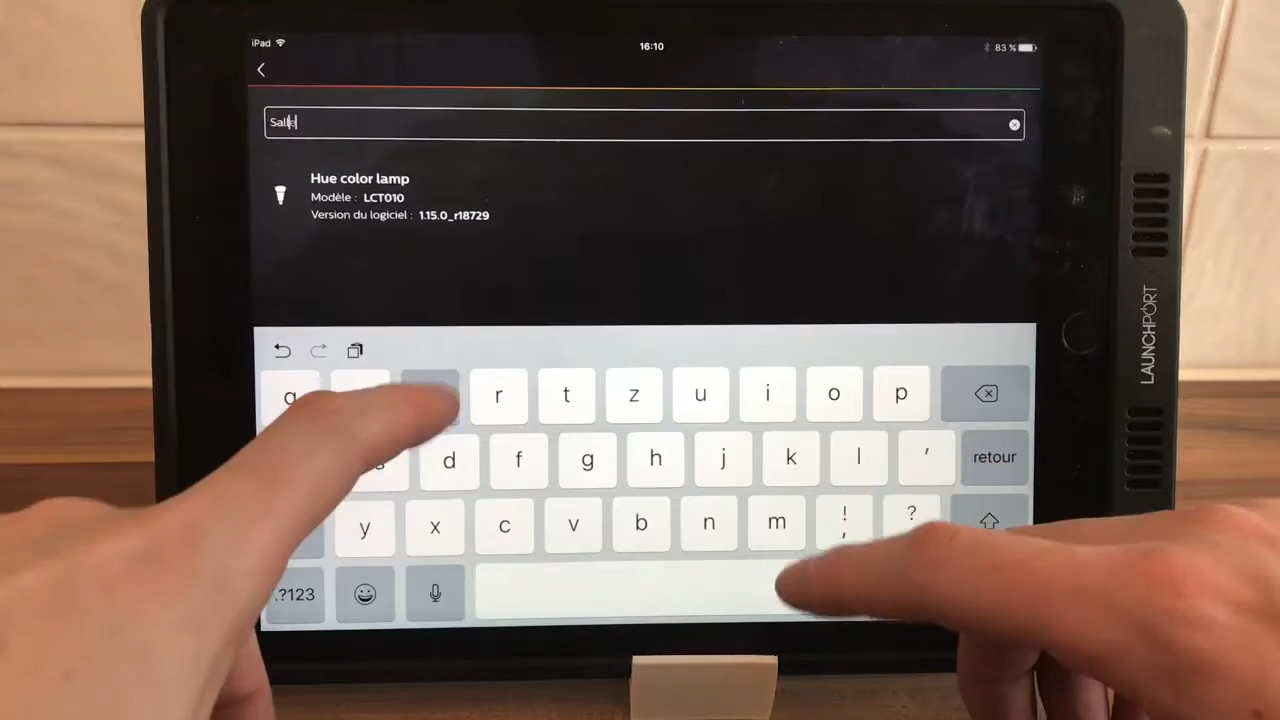 iPad
16:10
83 %
Salle
Hue color lamp
Modèle : LCT010
Version du logiciel : 1.15.0_r18729
LAUNCHPORT
r t z u i o p
d f g h j k l ' retour
y x c v b n m ! , ?
.?123